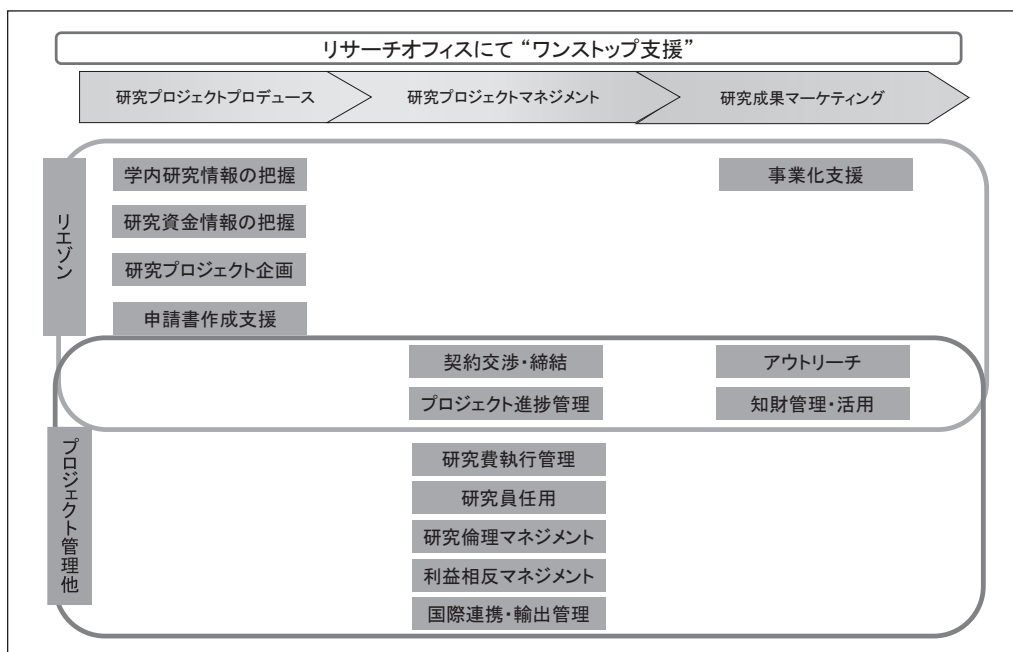 リサーチオフィスにて “ワンストップ支援”
研究プロジェクトプロデュース
研究プロジェクトマネジメント
研究成果マーケティング
リエゾン
学内研究情報の把握
事業化支援
研究資金情報の把握
研究プロジェクト企画
申請書作成支援
契約交渉・締結
アウトリーチ
プロジェクト進捗管理
知財管理・活用
プロジェクト管理他
研究費執行管理
研究員任用
研究倫理マネジメント
利益相反マネジメント
国際連携・輸出管理